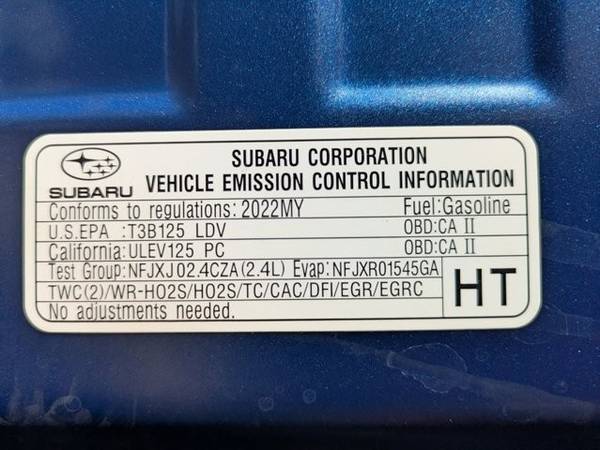 SUBARU CORPORATION
SUBARU VEHICLE EMISSION CONTROL INFORMATION
Conforms to regulations:2022MY Fuel:Gasoline
U.S.EPA :T3B125 LDV OBD:CA II
California:ULEV125 PC OBD:CA II
Test Group:NFJXJ02.4CZA(2.4L) Evap:NFJXR01545GA
TWC(2)/WR-HO2S/HO2S/TC/CAC/DFI/EGR/EGRC
No adjustments needed.
HT